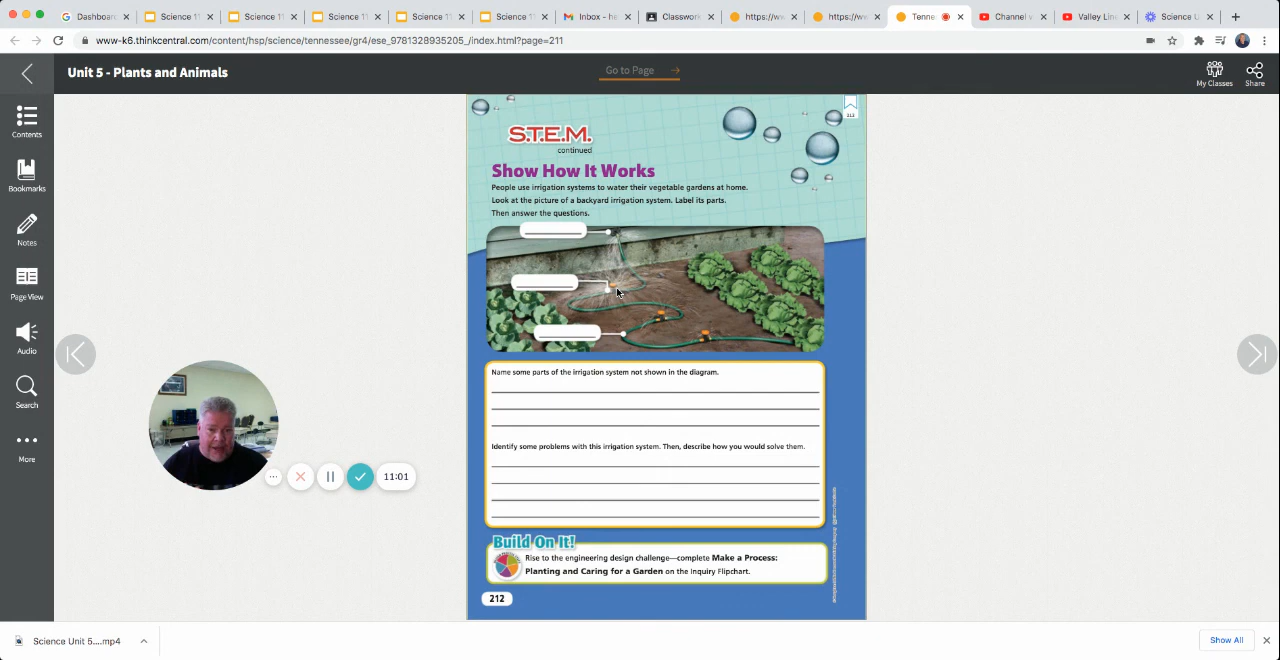 Dashboard
Science 1
Science 1
Science 1
Science 1
Science 1
Inbox - h
Classwor
https://w
https://w
Tenne
Channel
Valley Lin
Science U
www-k6.thinkcentral.com/content/hsp/science/tennessee/gr4/ese_9781328935205_/index.html?page=211
Unit 5 - Plants and Animals
Go to Page
My Classes
Share
Contents
Bookmarks
Notes
Page View
Audio
Search
More
212
S.T.E.M.
continued
Show How It Works
People use irrigation systems to water their vegetable gardens at home.
Look at the picture of a backyard irrigation system. Label its parts.
Then answer the questions.
Name some parts of the irrigation system not shown in the diagram.
Identify some problems with this irrigation system. Then, describe how you would solve them.
Build On It!
Rise to the engineering design challenge—complete Make a Process:
Planting and Caring for a Garden on the Inquiry Flipchart.
212
11:01
Science Unit 5....mp4
Show All